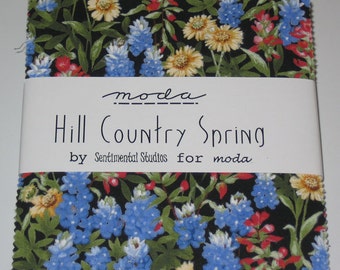 moda
Hill Country Spring
by Sentimental Studios for moda